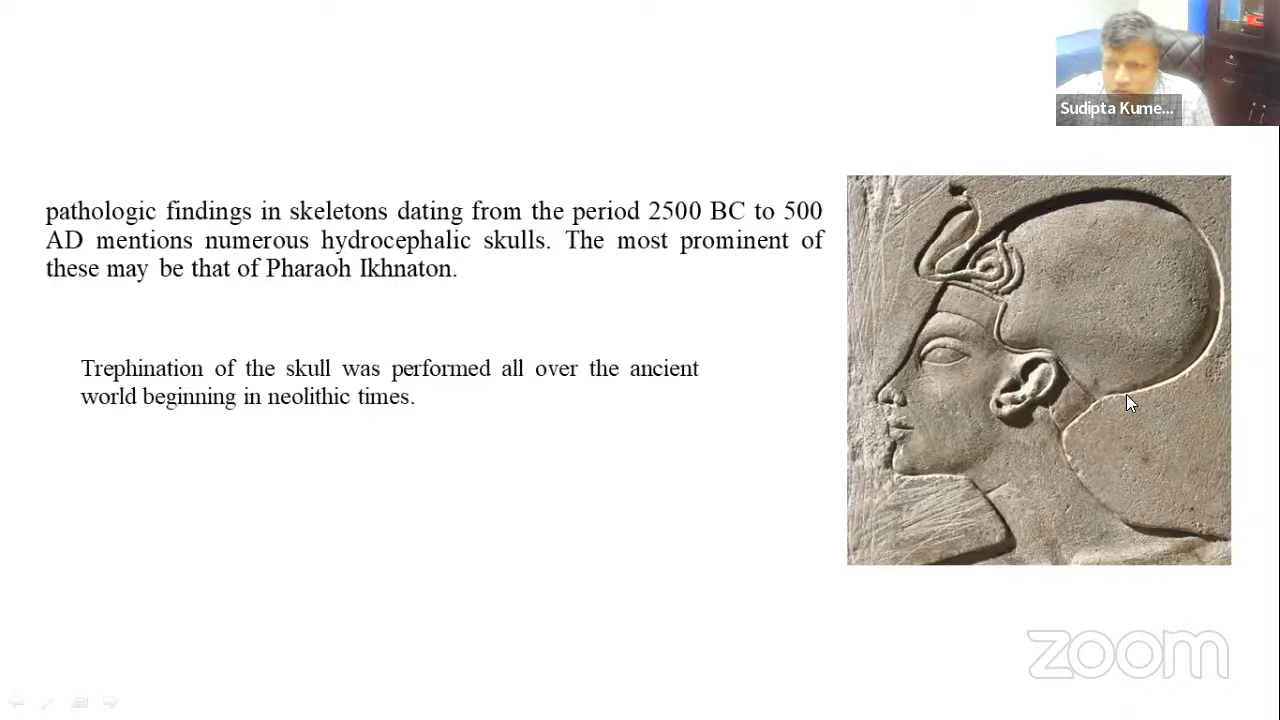 Sudipta Kume...
pathologic findings in skeletons dating from the period 2500 BC to 500
AD mentions numerous hydrocephalic skulls. The most prominent of
these may be that of Pharaoh Ikhnaton.
Trephination of the skull was performed all over the ancient
world beginning in neolithic times.
zoom